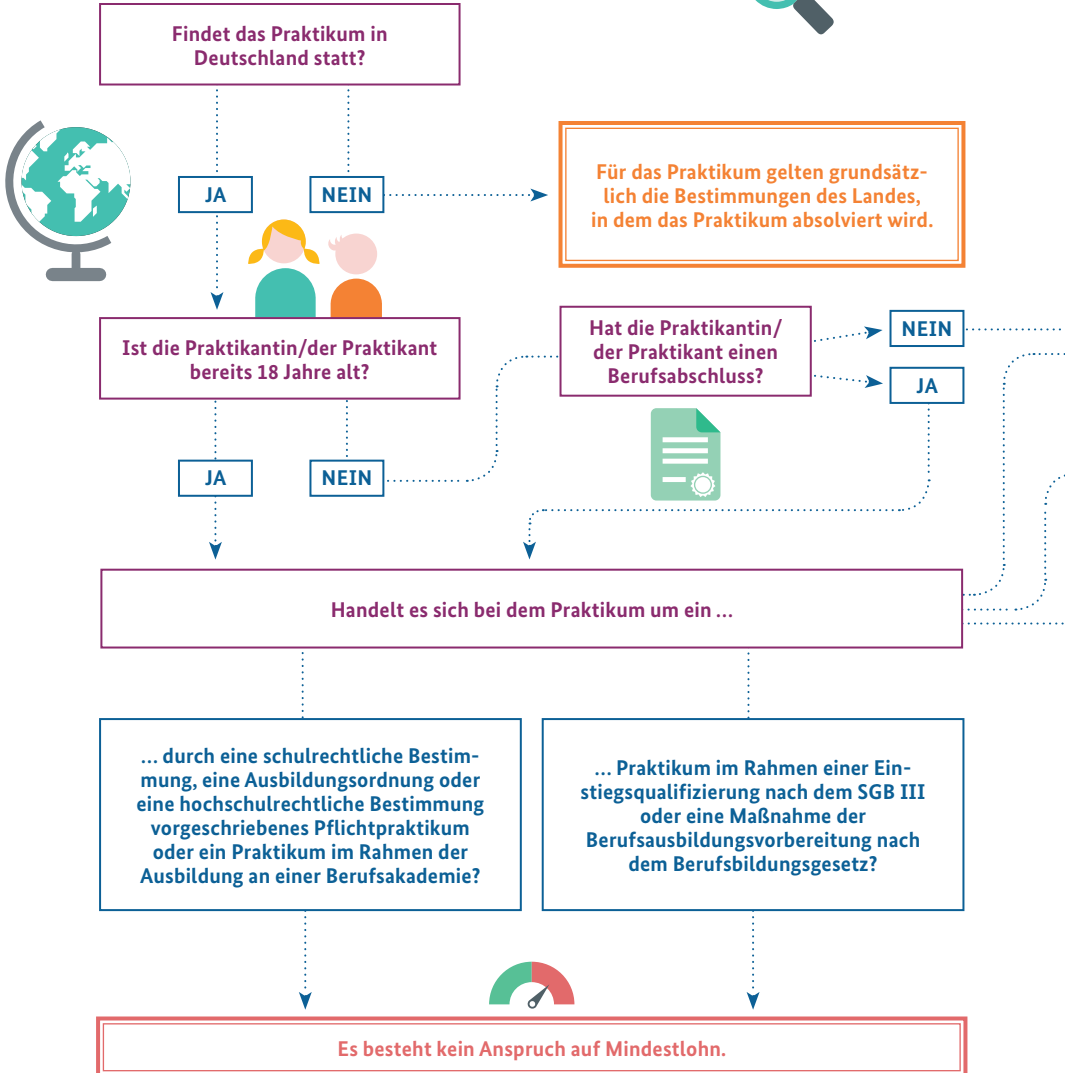 Findet das Praktikum in
Deutschland statt?
JA
NEIN
Für das Praktikum gelten grundsätz-
lich die Bestimmungen des Landes,
in dem das Praktikum absolviert wird.
Ist die Praktikantin/der Praktikant
bereits 18 Jahre alt?
Hat die Praktikantin/
der Praktikant einen
Berufsabschluss?
NEIN
JA
JA
NEIN
Handelt es sich bei dem Praktikum um ein …
… durch eine schulrechtliche Bestim-
mung, eine Ausbildungsordnung oder
eine hochschulrechtliche Bestimmung
vorgeschriebenes Pflichtpraktikum
oder ein Praktikum im Rahmen der
Ausbildung an einer Berufsakademie?
… Praktikum im Rahmen einer Ein-
stiegsqualifizierung nach dem SGB III
oder eine Maßnahme der
Berufsausbildungsvorbereitung nach
dem Berufsbildungsgesetz?
Es besteht kein Anspruch auf Mindestlohn.